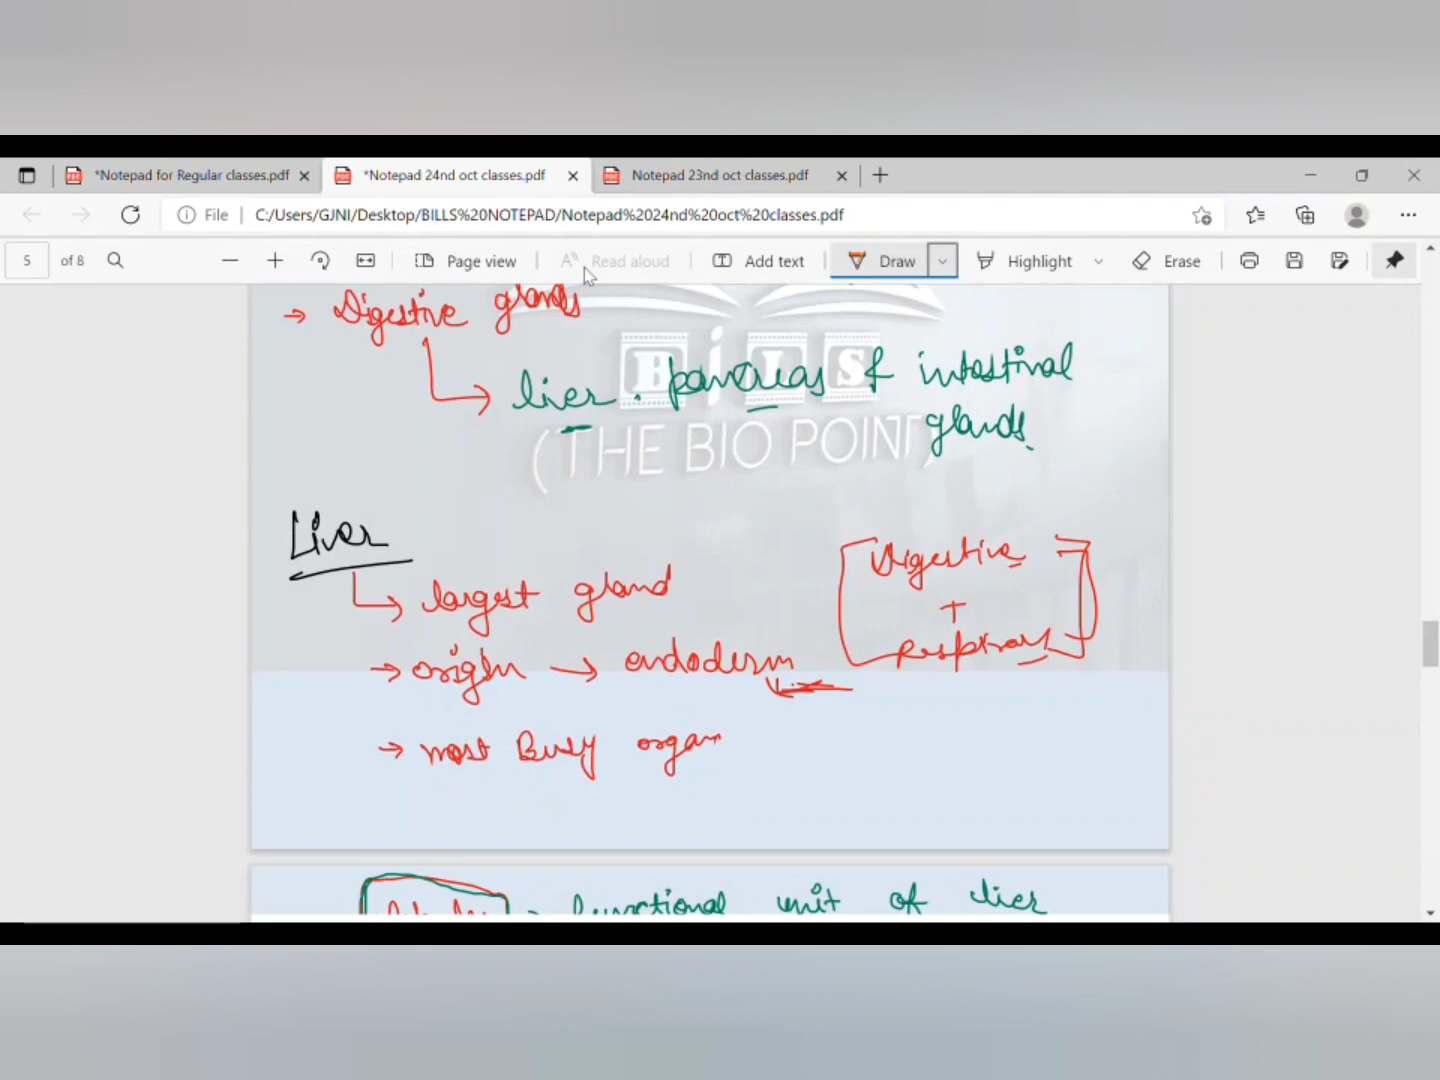 *Notepad for Regular classes.pdf
*Notepad 24nd oct classes.pdf
Notepad 23nd oct classes.pdf
File
C:/Users/GJNI/Desktop/BILLS%20NOTEPAD/Notepad%2024nd%20oct%20classes.pdf
5 of 8
Page view
Read aloud
Add text
Draw
Highlight
Erase
→ Digestive glands
→ lier, pancreas & intestinal
glands.
BiLS
(THE BIO POINT)
Liver
→ largest gland
→ origin → endoderm
[Digestive
+
→ most Busy organ
functional unit of lier